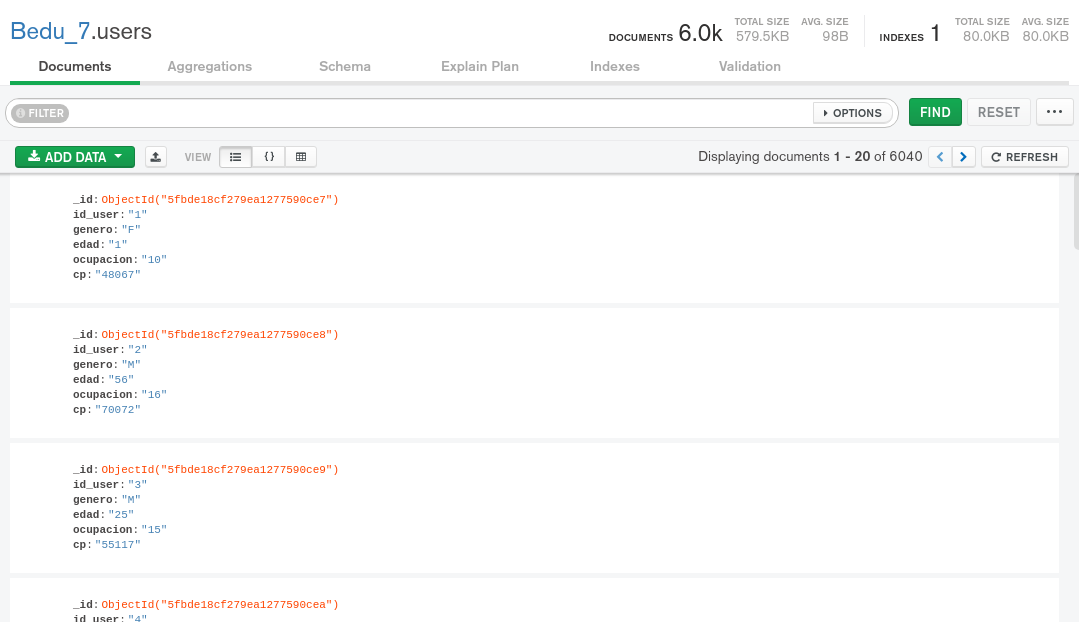 Bedu_7.users
DOCUMENTS 6.0k TOTAL SIZE 579.5KB AVG. SIZE 98B INDEXES 1 TOTAL SIZE 80.0KB AVG. SIZE 80.0KB
Documents Aggregations Schema Explain Plan Indexes Validation
FILTER OPTIONS FIND RESET ...
ADD DATA VIEW {} Displaying documents 1 - 20 of 6040 < > REFRESH
_id: ObjectId("5fbde18cf279ea1277590ce7")
id_user: "1"
genero: "F"
edad: "1"
ocupacion: "10"
cp: "48067"
_id: ObjectId("5fbde18cf279ea1277590ce8")
id_user: "2"
genero: "M"
edad: "56"
ocupacion: "16"
cp: "70072"
_id: ObjectId("5fbde18cf279ea1277590ce9")
id_user: "3"
genero: "M"
edad: "25"
ocupacion: "15"
cp: "55117"
_id: ObjectId("5fbde18cf279ea1277590cea")
id_user: "4"